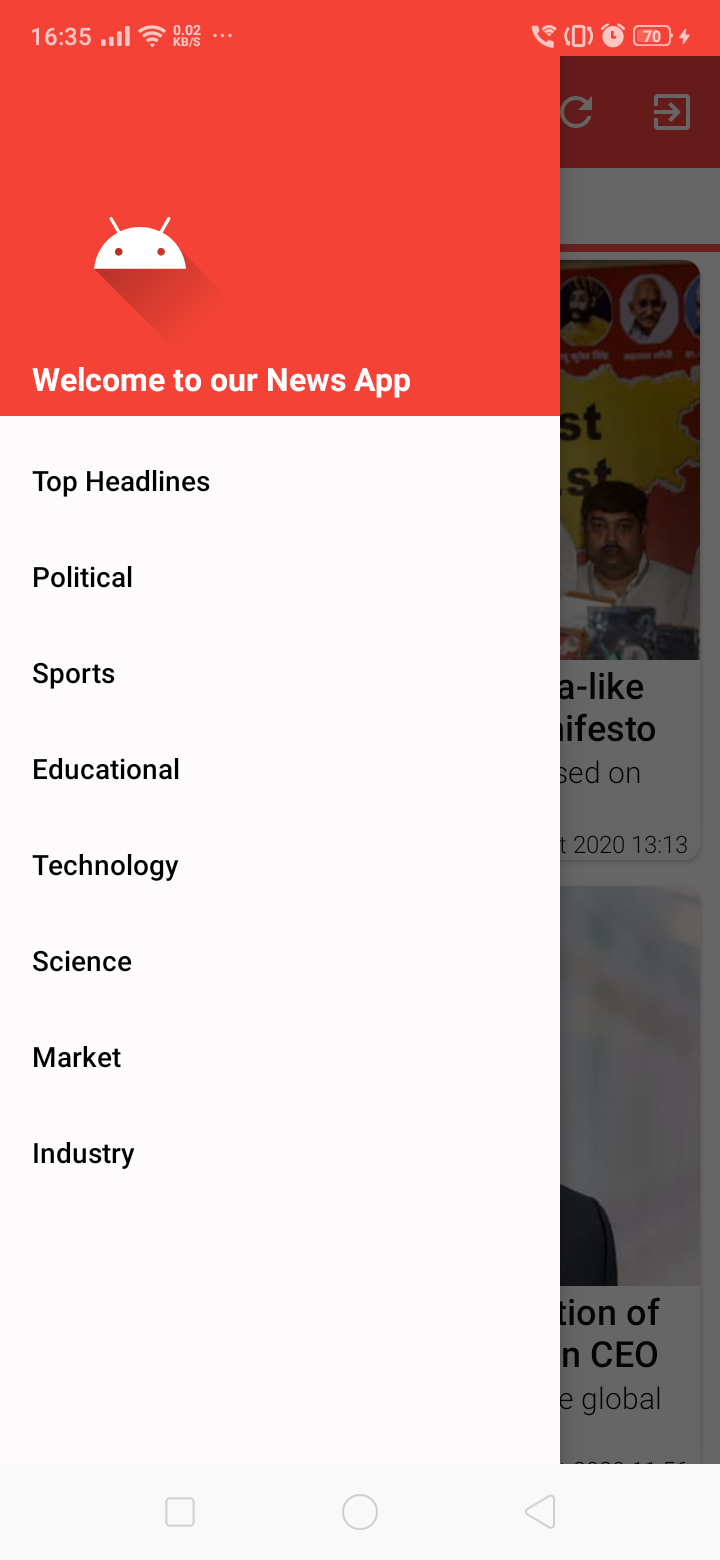 16:35
0.02
KB/S
70
Welcome to our News App
Top Headlines
Political
Sports
Educational
Technology
Science
Market
Industry
st
.st
a-like
ifesto
sed on
t 2020 13:13
tion of
n CEO
e global